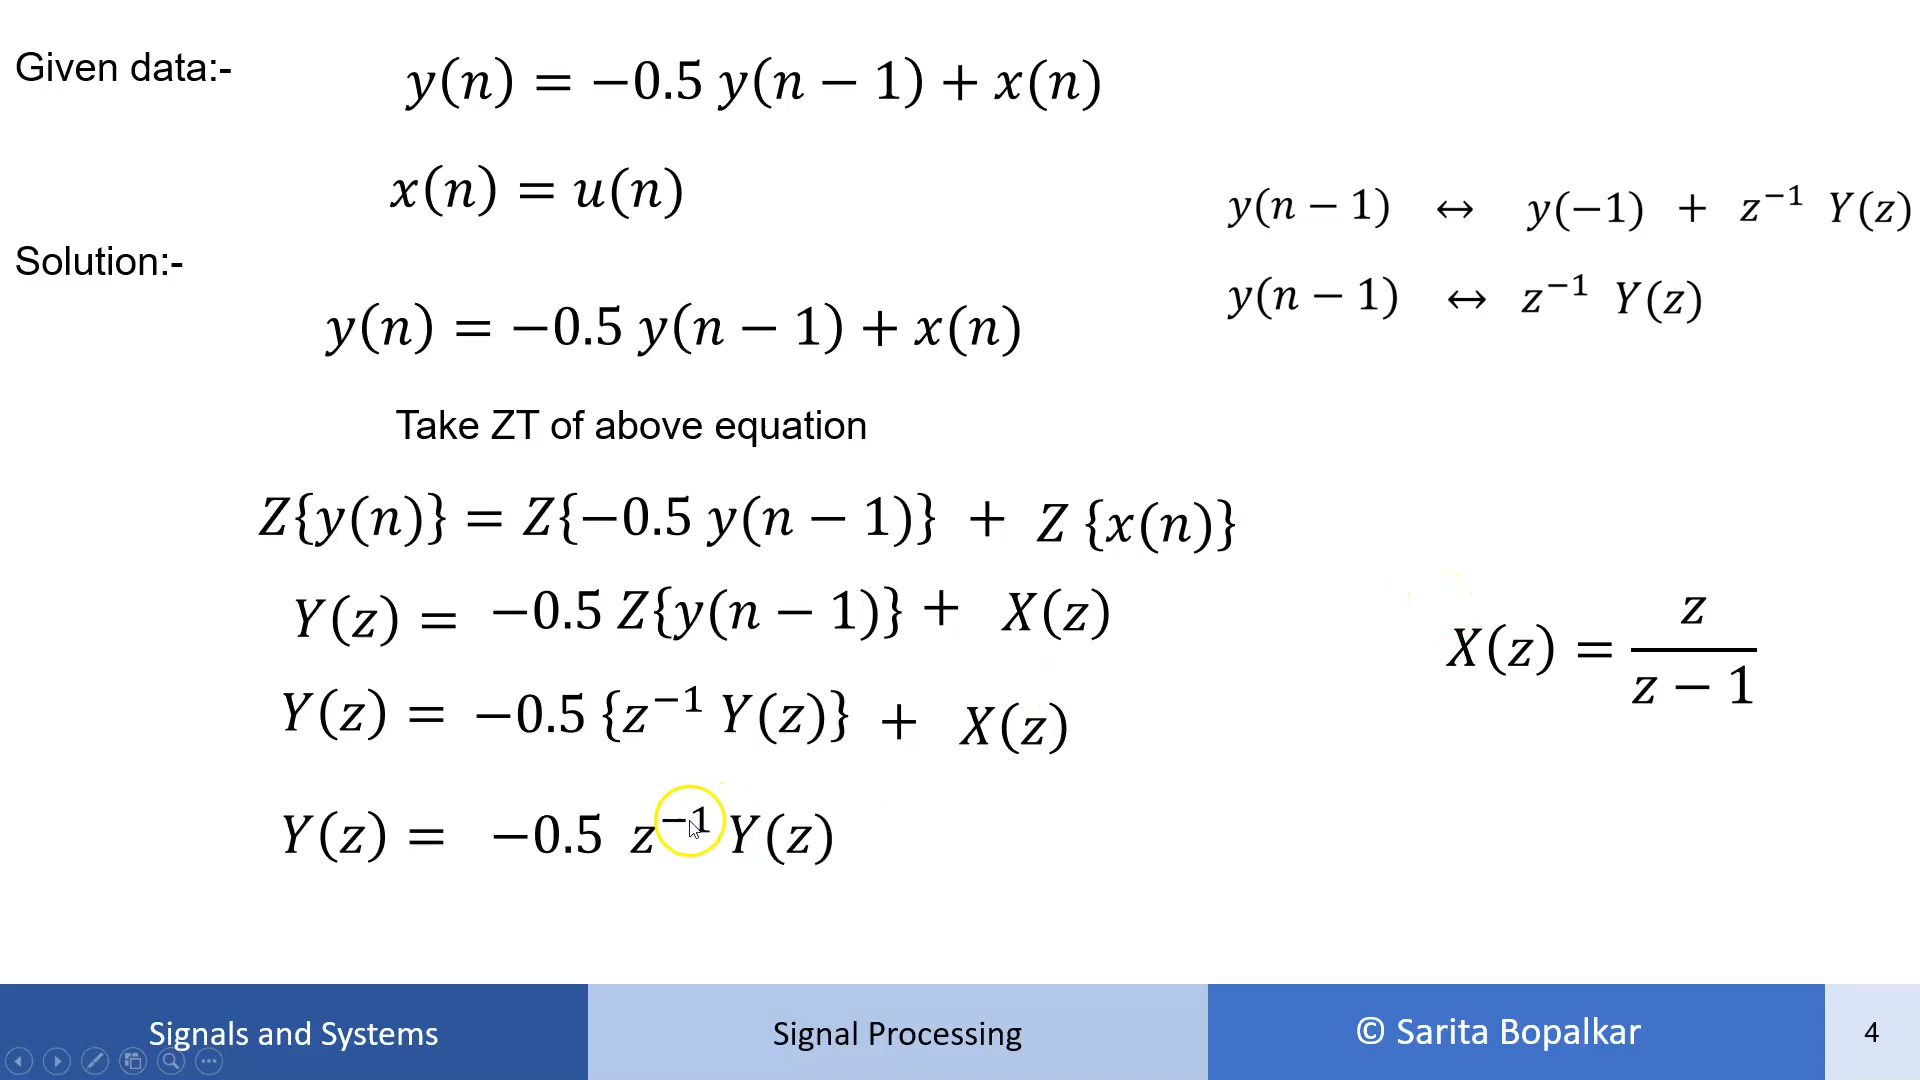 Given data:-
y(n) = −0.5 y(n − 1) + x(n)
x(n) = u(n)
y(n − 1) ↔ y(−1) + z⁻¹ Y(z)
Solution:-
y(n − 1) ↔ z⁻¹ Y(z)
y(n) = −0.5 y(n − 1) + x(n)
Take ZT of above equation
Z{y(n)} = Z{−0.5 y(n − 1)} + Z {x(n)}
Y(z) = −0.5 Z{y(n − 1)} + X(z)
X(z) = z / (z − 1)
Y(z) = −0.5 {z⁻¹ Y(z)} + X(z)
Y(z) = −0.5 z⁻¹ Y(z)
Signals and Systems
Signal Processing
© Sarita Bopalkar
4